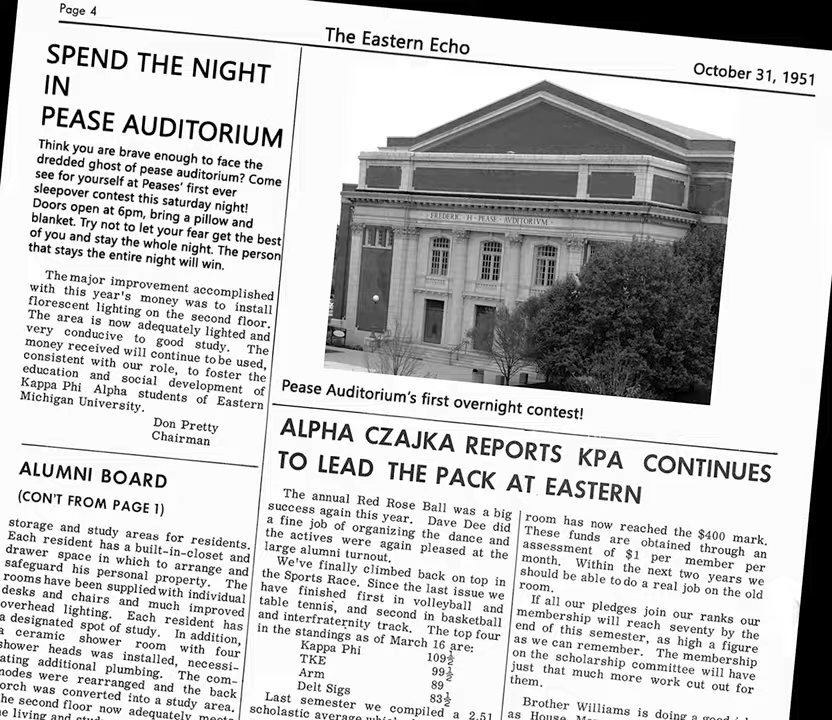 Page 4
The Eastern Echo
October 31, 1951
SPEND THE NIGHT
IN
PEASE AUDITORIUM
Think you are brave enough to face the
dredded ghost of pease auditorium? Come
see for yourself at Peases' first ever
sleepover contest this saturday night!
Doors open at 6pm, bring a pillow and
blanket. Try not to let your fear get the best
of you and stay the whole night. The person
that stays the entire night will win.
The major improvement accomplished
with this year's money was to install
florescent lighting on the second floor.
The area is now adequately lighted and
very conducive to good study. The
money received will continue to be used,
consistent with our role, to foster the
education and social development of
Kappa Phi Alpha students of Eastern
Michigan University.
Don Pretty
Chairman
ALUMNI BOARD
(CON'T FROM PAGE 1)
storage and study areas for residents.
Each resident has a built-in-closet and
drawer space in which to arrange and
safeguard his personal property. The
rooms have been supplied with individual
desks and chairs and much improved
overhead lighting. Each resident has
a designated spot of study. In addition,
a ceramic shower room with four
shower heads was installed, necessi-
ating additional plumbing. The com-
modes were rearranged and the back
orch was converted into a study area.
he second floor now adequately meets
living and
FREDERIC·H·PEASE·AVDITORIVM
Pease Auditorium's first overnight contest!
ALPHA CZAJKA REPORTS KPA CONTINUES
TO LEAD THE PACK AT EASTERN
The annual Red Rose Ball was a big
success again this year. Dave Dee did
a fine job of organizing the dance and
the actives were again pleased at the
large alumni turnout.
We've finally climbed back on top in
the Sports Race. Since the last issue we
have finished first in volleyball and
table tennis, and second in basketball
and interfraternity track. The top four
in the standings as of March 16 are:
Kappa Phi 109½
TKE 99½
Arm 89
Delt Sigs 83½
Last semester we compiled a 2.51
scholastic average
room has now reached the $400 mark.
These funds are obtained through an
assessment of $1 per member per
month. Within the next two years we
should be able to do a real job on the old
room.
If all our pledges join our ranks our
membership will reach seventy by the
end of this semester, as high a figure
as we can remember. The membership
on the scholarship committee will have
just that much more work cut out for
them.
Brother Williams is doing a good
as House